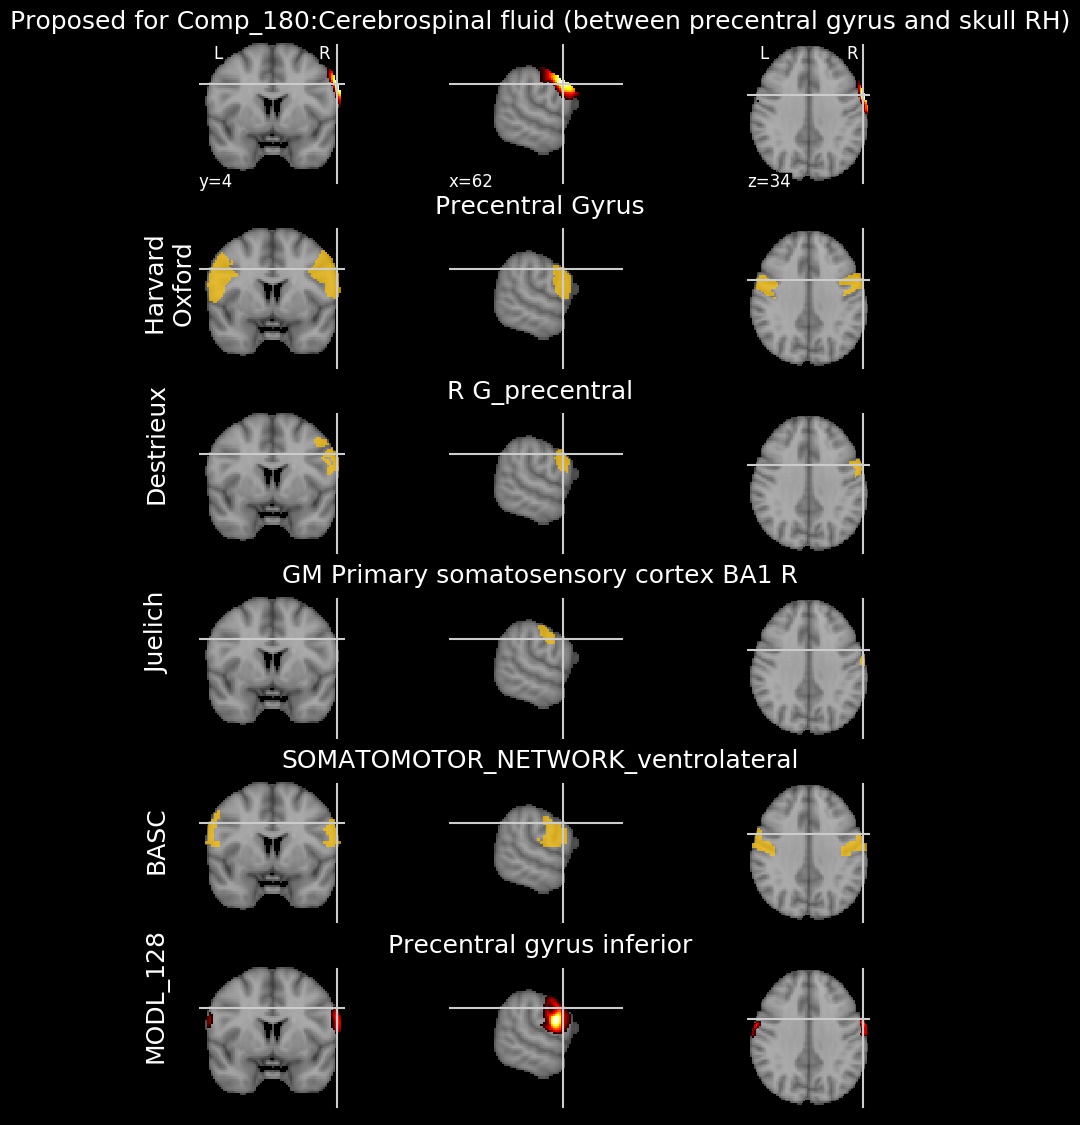 Proposed for Comp_180:Cerebrospinal fluid (between precentral gyrus and skull RH)
L R L R
y=4 x=62 z=34
Precentral Gyrus
Harvard
Oxford
R G_precentral
Destrieux
GM Primary somatosensory cortex BA1 R
Juelich
SOMATOMOTOR_NETWORK_ventrolateral
BASC
Precentral gyrus inferior
MODL_128